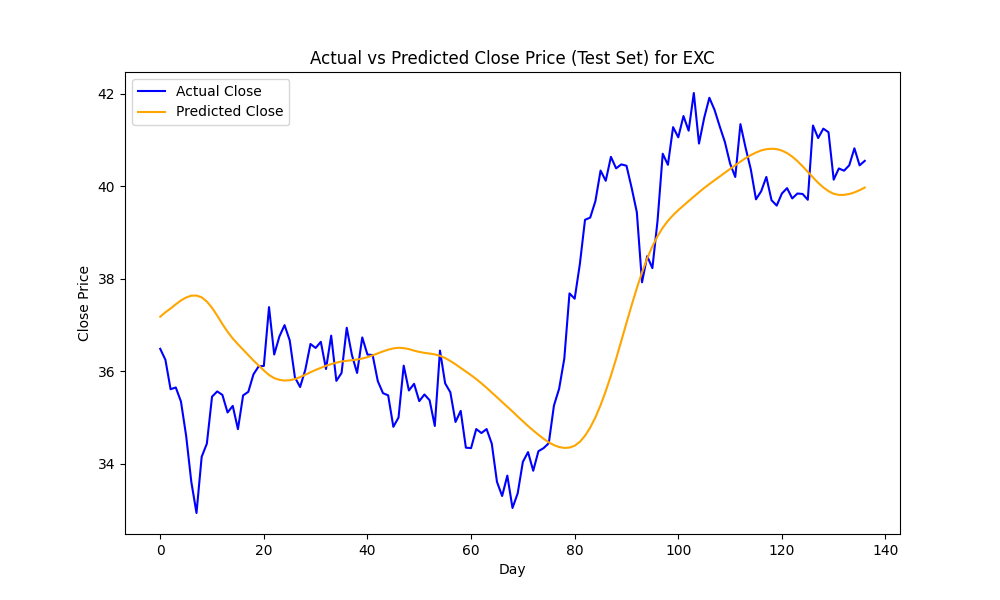 Actual vs Predicted Close Price (Test Set) for EXC
Actual Close
Predicted Close
42
40
38
36
34
Close Price
0 20 40 60 80 100 120 140
Day